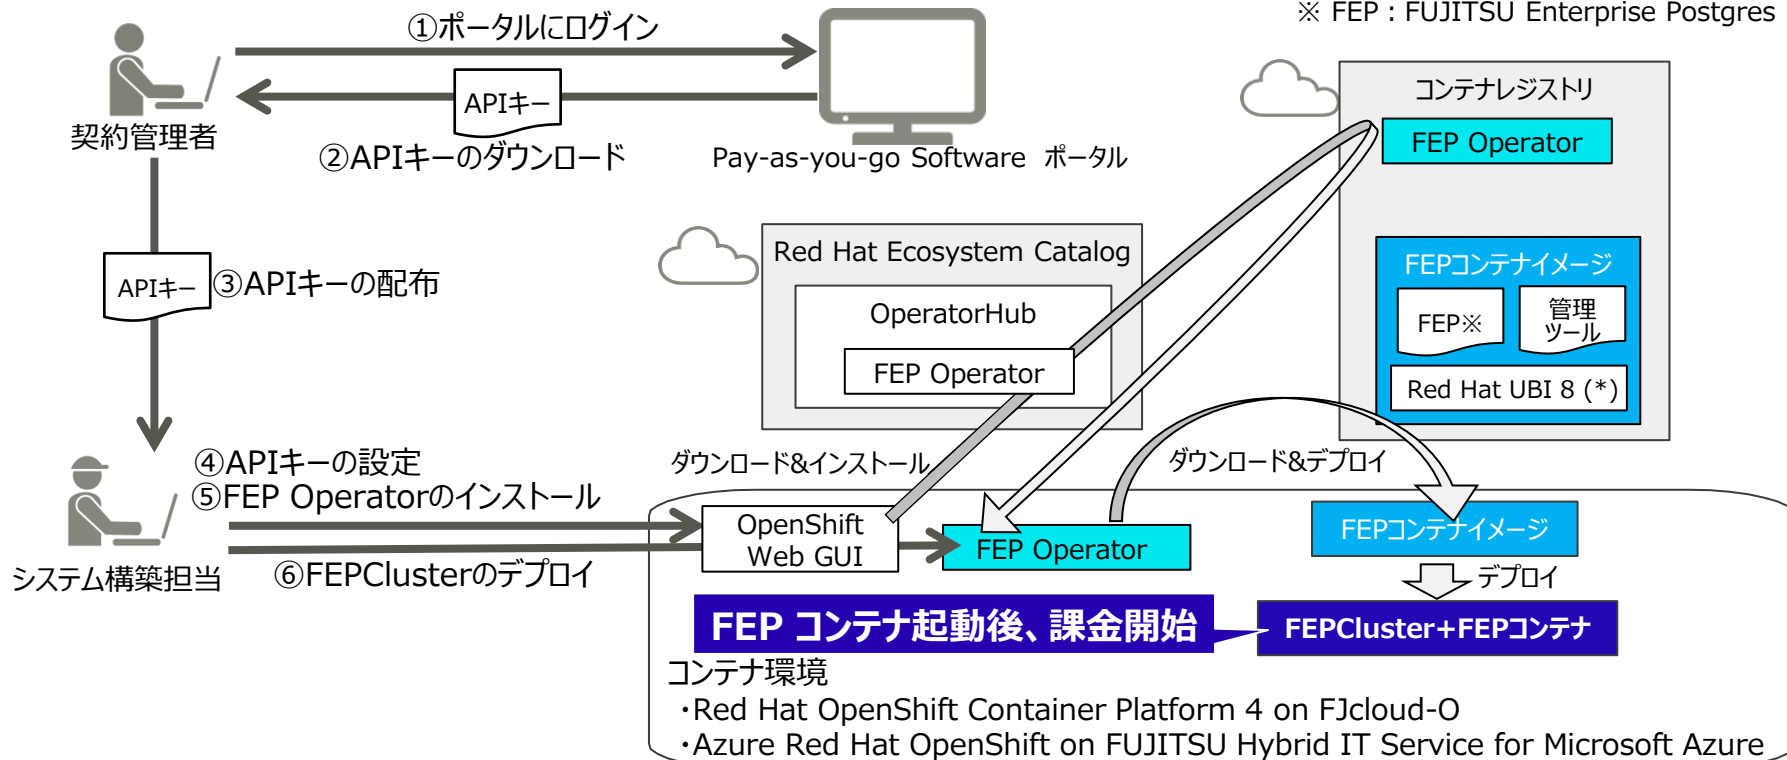 ※ FEP：FUJITSU Enterprise Postgres
①ポータルにログイン
APIキー
契約管理者
②APIキーのダウンロード
Pay-as-you-go Software ポータル
コンテナレジストリ
FEP Operator
Red Hat Ecosystem Catalog
OperatorHub
FEP Operator
FEPコンテナイメージ
FEP※
管理
ツール
Red Hat UBI 8 (*)
APIキー
③APIキーの配布
ダウンロード&インストール
ダウンロード&デプロイ
④APIキーの設定
⑤FEP Operatorのインストール
システム構築担当
⑥FEPClusterのデプロイ
OpenShift
Web GUI
FEP Operator
FEPコンテナイメージ
デプロイ
FEP コンテナ起動後、課金開始
FEPCluster+FEPコンテナ
コンテナ環境
・Red Hat OpenShift Container Platform 4 on FJcloud-O
・Azure Red Hat OpenShift on FUJITSU Hybrid IT Service for Microsoft Azure